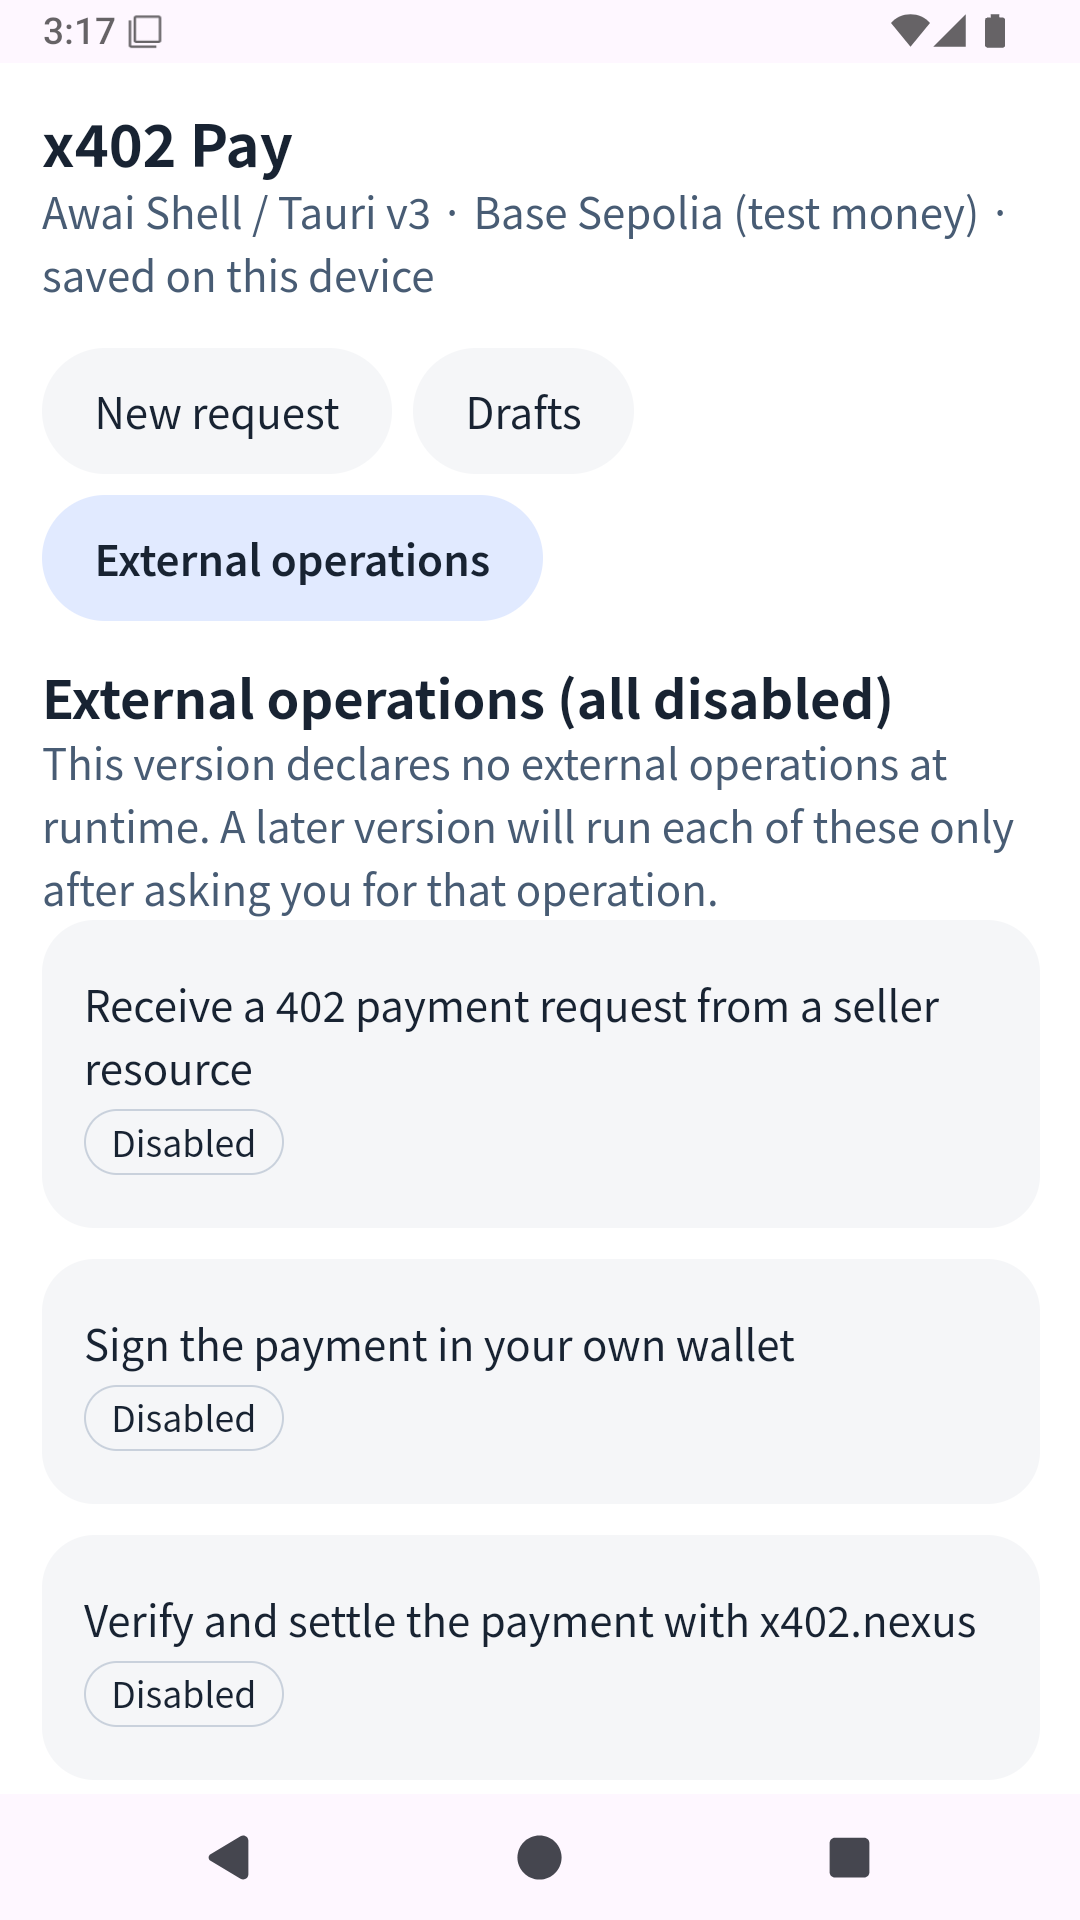 3:17
x402 Pay
Awai Shell / Tauri v3 · Base Sepolia (test money) ·
saved on this device
New request
Drafts
External operations
External operations (all disabled)
This version declares no external operations at
runtime. A later version will run each of these only
after asking you for that operation.
Receive a 402 payment request from a seller
resource
Disabled
Sign the payment in your own wallet
Disabled
Verify and settle the payment with x402.nexus
Disabled